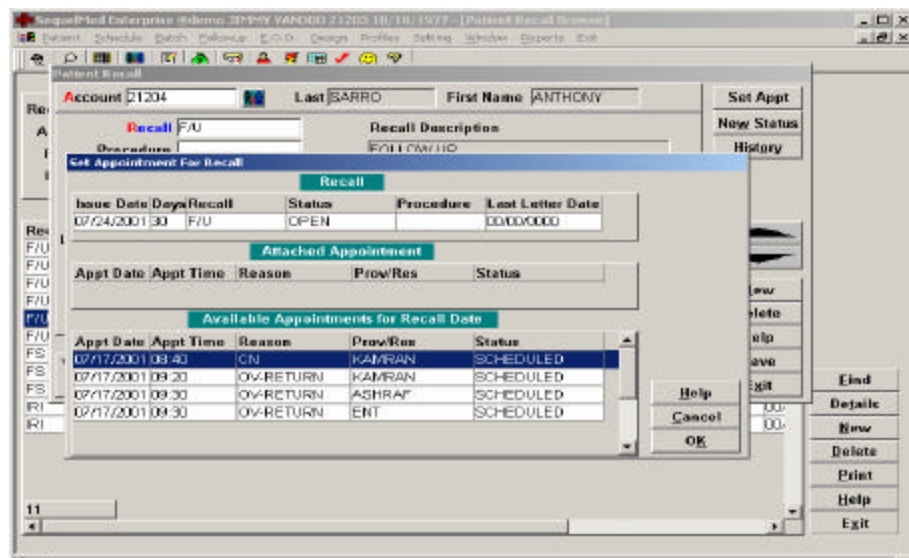 SequelMed Enterprise @demo JIMMY VANDOO 21203 10/10/1977 - [Patient Recall Browse]
Patient Schedule Batch Followup E.O.D. Design Profiles Setting Window Reports Exit
Patient Recall
Account 21204 Last SARRO First Name ANTHONY Set Appt
Recall F/U Recall Description New Status
Procedure FOLLOW UP History
Set Appointment For Recall
Recall
Issue Date Days Recall Status Procedure Last Letter Date
07/24/2001 30 F/U OPEN 00/00/0000
Attached Appointment
Appt Date Appt Time Reason Prov/Res Status
Available Appointments for Recall Date
Appt Date Appt Time Reason Prov/Res Status
07/17/2001 08:40 CN KAMRAN SCHEDULED
07/17/2001 09:20 OV-RETURN KAMRAN SCHEDULED
07/17/2001 09:30 OV-RETURN ASHRAF SCHEDULED
07/17/2001 09:30 OV-RETURN ENT SCHEDULED
Help
Cancel
OK
F/U
F/U
F/U
F/U
F/U
F/U
FS
FS
FS
IRI
IRI
Find
Details
New
Delete
Print
Help
Exit
11